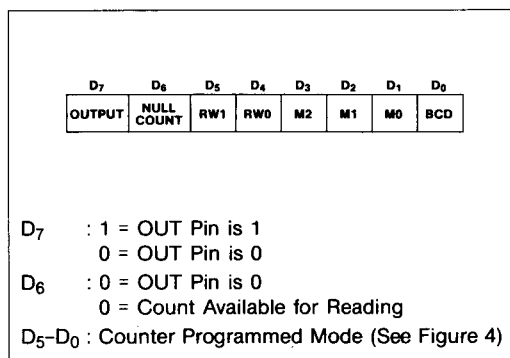 D7 D6 D5 D4 D3 D2 D1 D0
OUTPUT NULL COUNT RW1 RW0 M2 M1 M0 BCD
D7 : 1 = OUT Pin is 1
0 = OUT Pin is 0
D6 : 0 = OUT Pin is 0
0 = Count Available for Reading
D5-D0 : Counter Programmed Mode (See Figure 4)